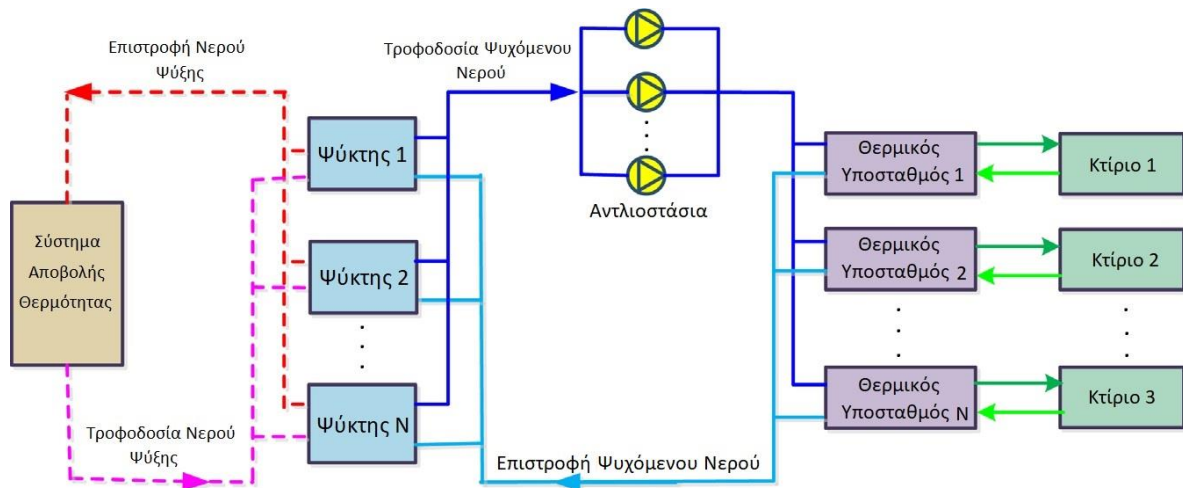 Επιστροφή Νερού
Ψύξης
Τροφοδοσία Ψυχόμενου
Νερού
Ψύκτης 1
Θερμικός
Υποσταθμός 1
Κτίριο 1
Αντλιοστάσια
Σύστημα
Αποβολής
Θερμότητας
Ψύκτης 2
Θερμικός
Υποσταθμός 2
Κτίριο 2
Ψύκτης Ν
Θερμικός
Υποσταθμός Ν
Κτίριο 3
Τροφοδοσία Νερού
Ψύξης
Επιστροφή Ψυχόμενου Νερού